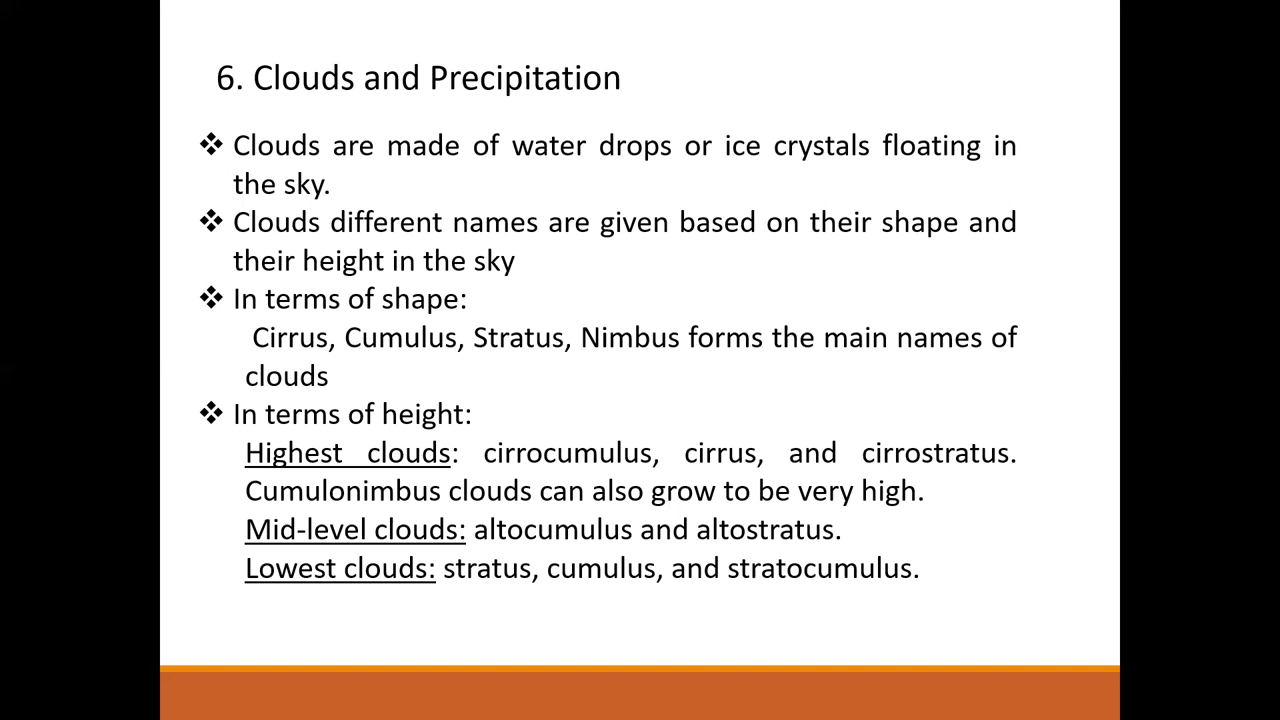 6. Clouds and Precipitation
❖ Clouds are made of water drops or ice crystals floating in
the sky.
❖ Clouds different names are given based on their shape and
their height in the sky
❖ In terms of shape:
Cirrus, Cumulus, Stratus, Nimbus forms the main names of
clouds
❖ In terms of height:
Highest clouds: cirrocumulus, cirrus, and cirrostratus.
Cumulonimbus clouds can also grow to be very high.
Mid-level clouds: altocumulus and altostratus.
Lowest clouds: stratus, cumulus, and stratocumulus.